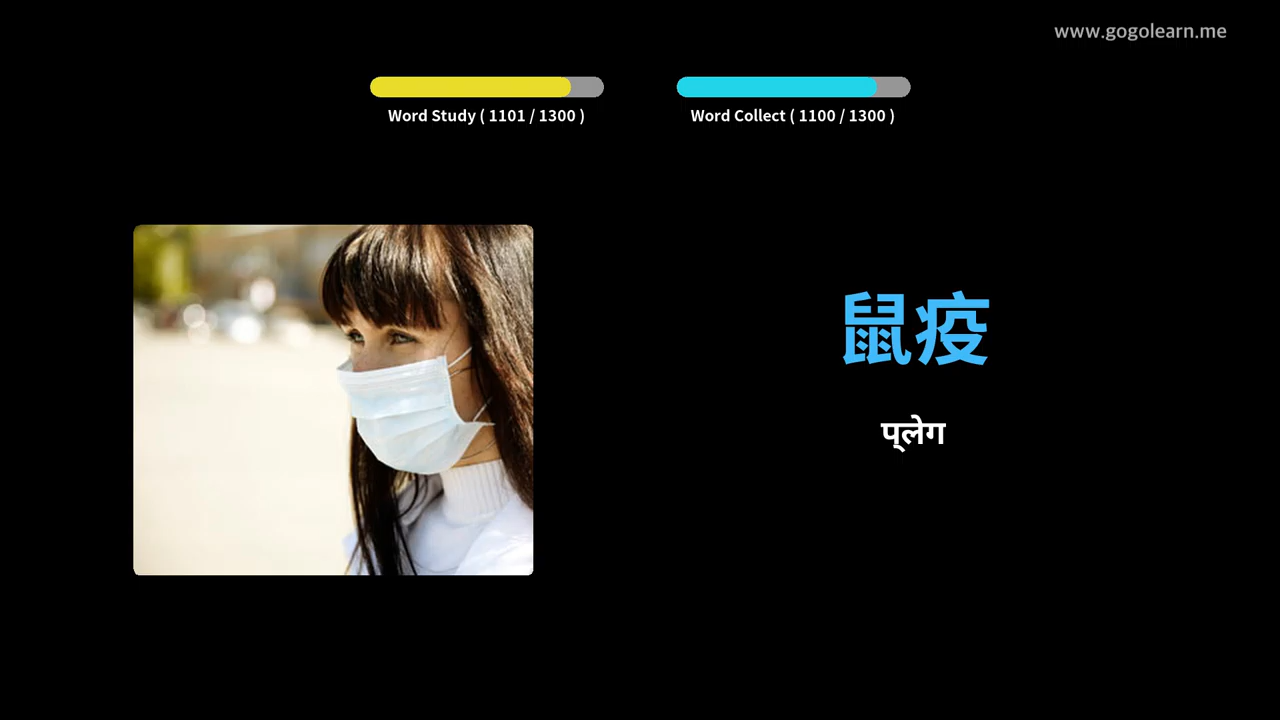 www.gogolearn.me
Word Study ( 1101 / 1300 )
Word Collect ( 1100 / 1300 )
鼠疫
प्लेग